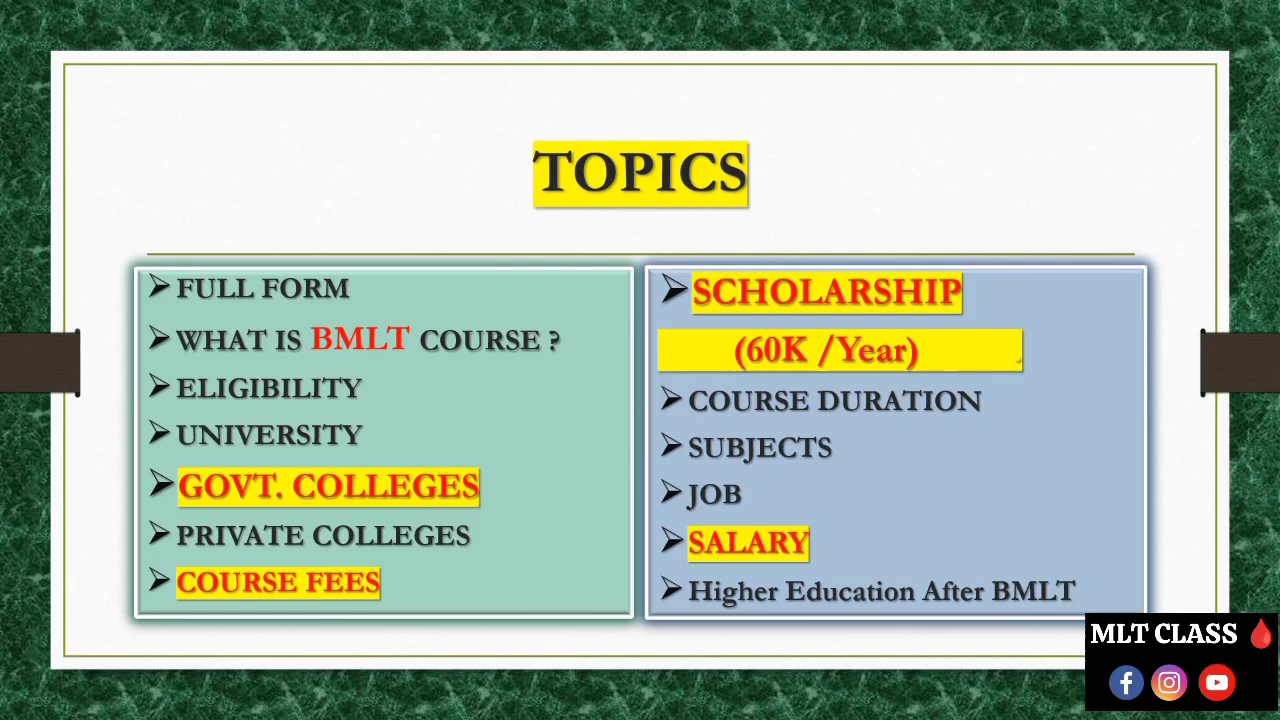 TOPICS
FULL FORM
WHAT IS BMLT COURSE ?
ELIGIBILITY
UNIVERSITY
GOVT. COLLEGES
PRIVATE COLLEGES
COURSE FEES
SCHOLARSHIP
(60K /Year)
COURSE DURATION
SUBJECTS
JOB
SALARY
Higher Education After BMLT
MLT CLASS